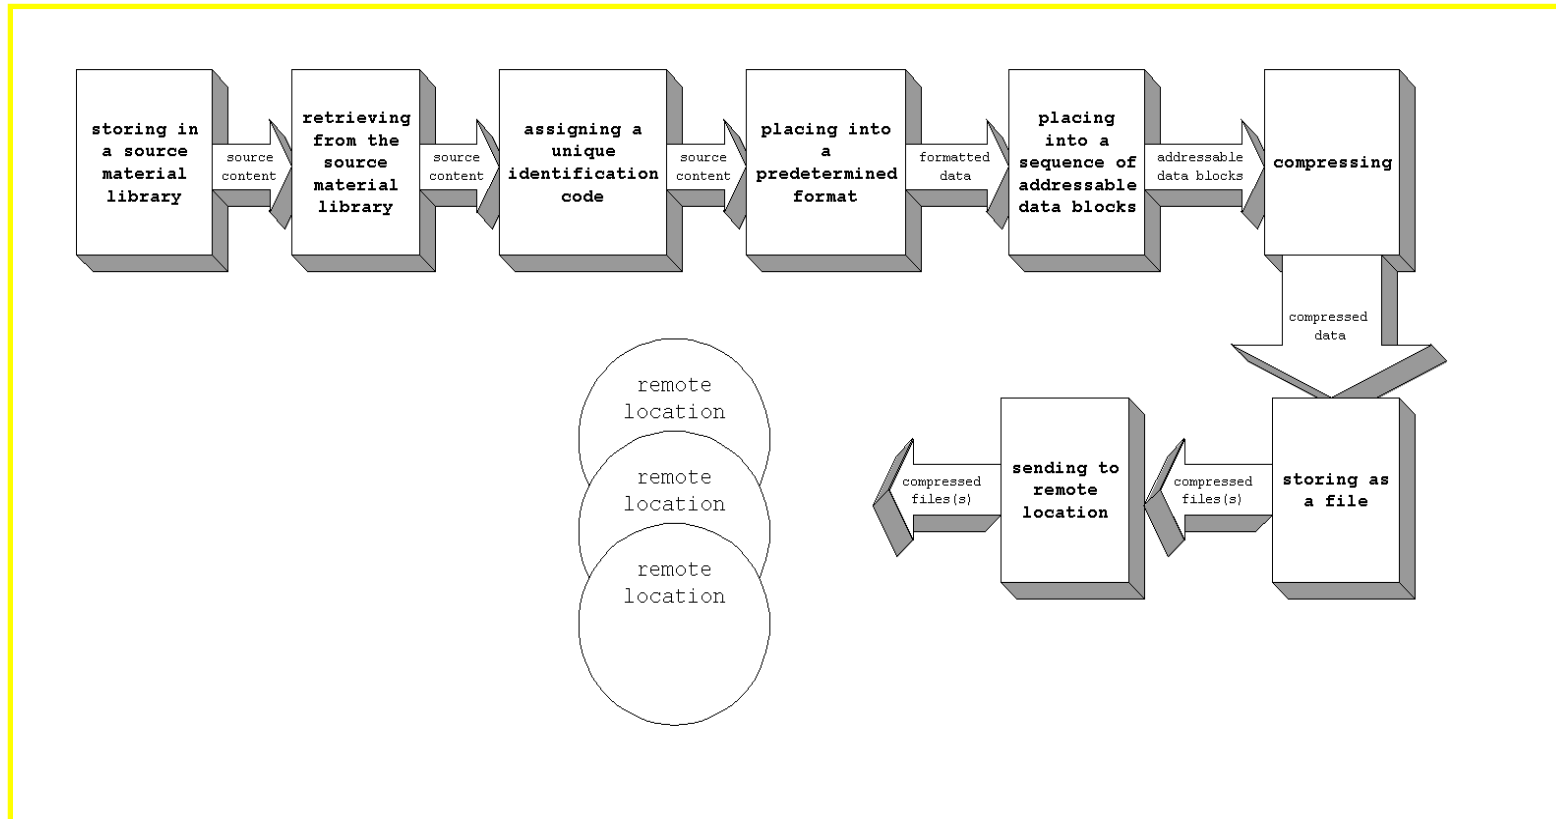 storing in
a source
material
library
source
content
retrieving
from the
source
material
library
source
content
assigning a
unique
identification
code
source
content
placing into
a
predetermined
format
formatted
data
placing
into a
sequence of
addressable
data blocks
addressable
data blocks
compressing
compressed
data
storing as
a file
compressed
files(s)
sending to
remote
location
compressed
files(s)
remote
location
remote
location
remote
location